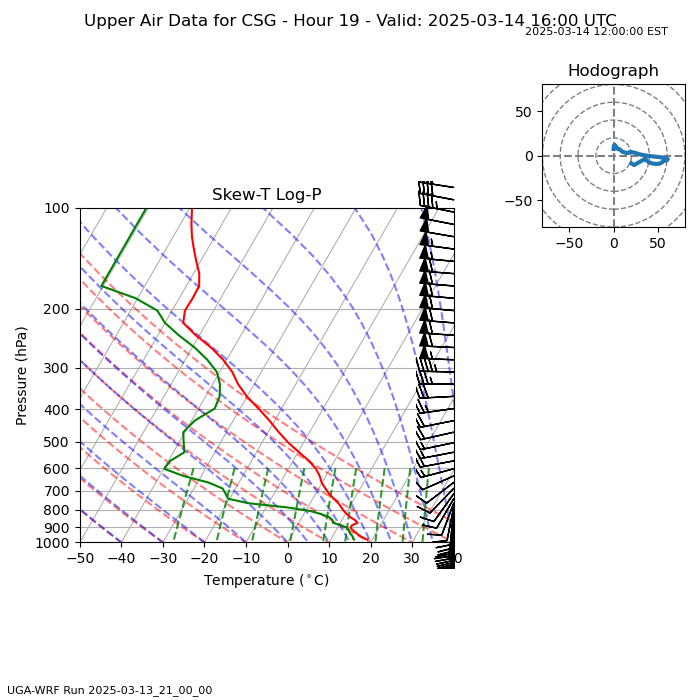 Upper Air Data for CSG - Hour 19 - Valid: 2025-03-14 16:00 UTC
2025-03-14 12:00:00 EST
Hodograph
50
0
−50
−50 0 50
Skew-T Log-P
100
200
300
400
500
600
700
800
900
1000
Pressure (hPa)
−50 −40 −30 −20 −10 0 10 20 30
Temperature (°C)
UGA-WRF Run 2025-03-13_21_00_00